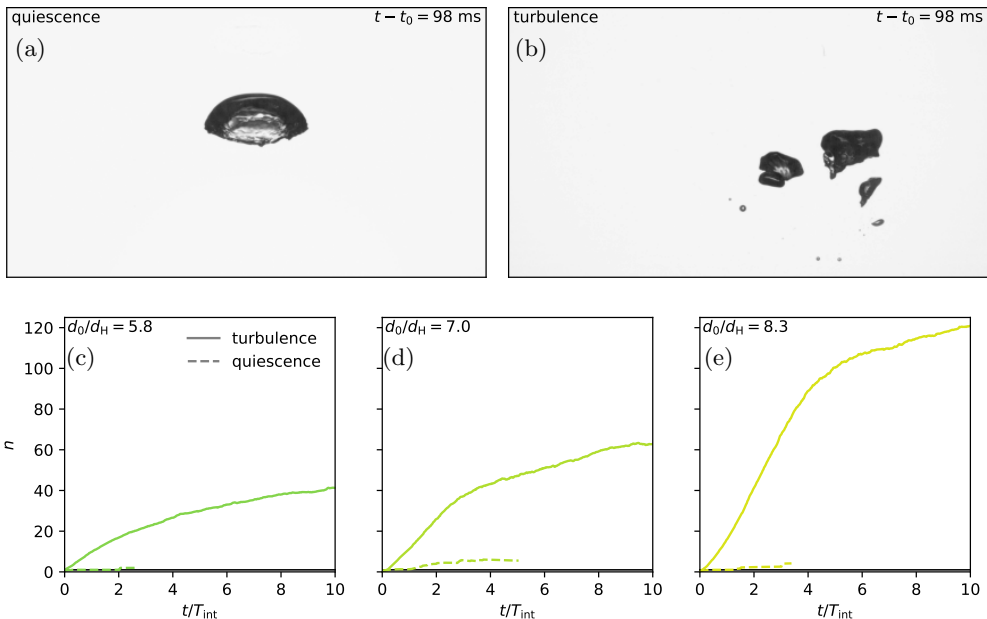 quiescence
t − t₀ = 98 ms
(a)
turbulence
t − t₀ = 98 ms
(b)
d₀/d_H = 5.8
(c)
turbulence
quiescence
d₀/d_H = 7.0
(d)
d₀/d_H = 8.3
(e)
120
100
80
60
40
20
0
n
0 2 4 6 8 10
0 2 4 6 8 10
0 2 4 6 8 10
t/T_int
t/T_int
t/T_int